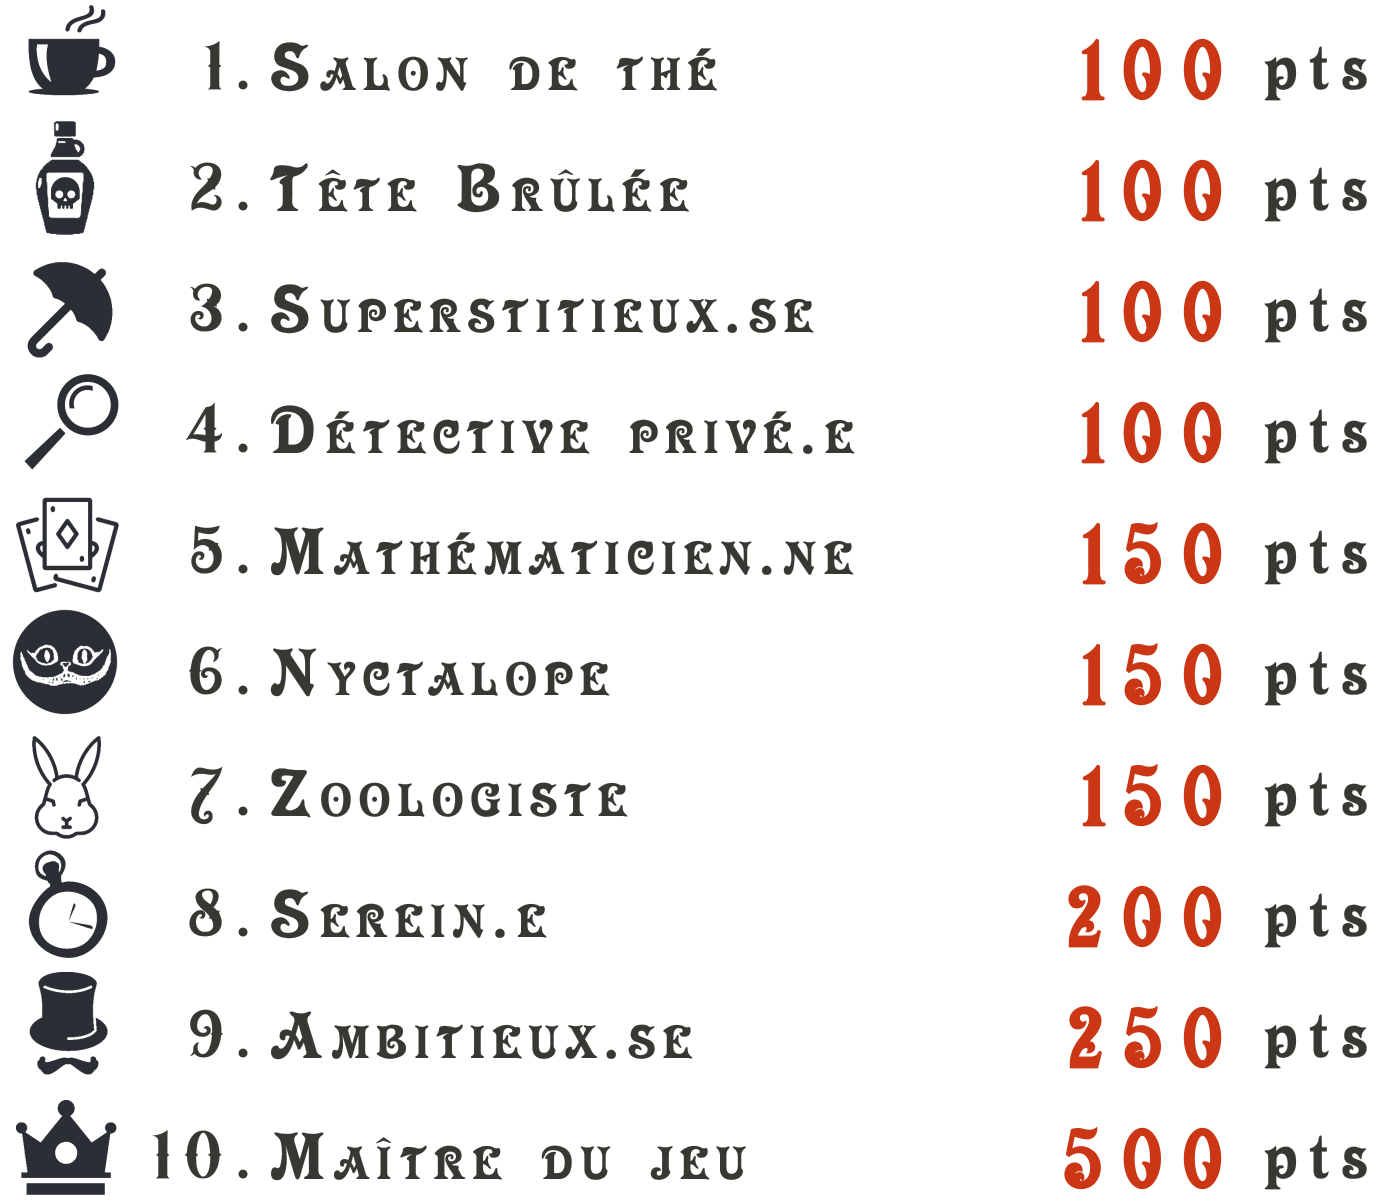 1. Salon de thé 100 pts
2. Tête Brûlée 100 pts
3. Superstitieux.se 100 pts
4. Détective privé.e 100 pts
5. Mathématicien.ne 150 pts
6. Nyctalope 150 pts
7. Zoologiste 150 pts
8. Serein.e 200 pts
9. Ambitieux.se 250 pts
10. Maître du jeu 500 pts